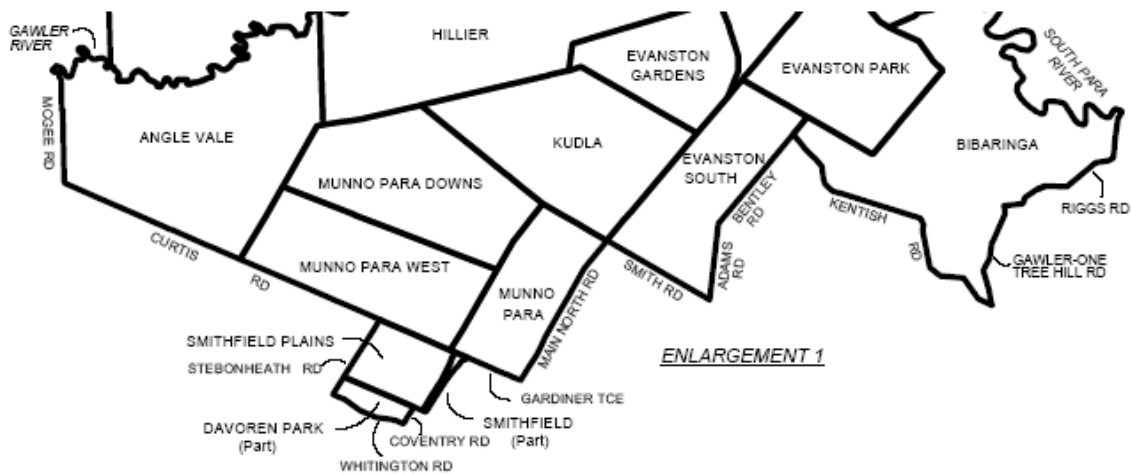 GAWLER
RIVER
HILLIER
EVANSTON
GARDENS
EVANSTON PARK
SOUTH PARA
RIVER
MOGEE RD
ANGLE VALE
KUDLA
BIBARINGA
EVANSTON
SOUTH
MUNNO PARA DOWNS
BENTLEY
RD
KENTISH
RD
RIGGS RD
CURTIS
RD
MUNNO PARA WEST
SMITH RD
ADAMS
RD
GAWLER-ONE
TREE HILL RD
MUNNO
PARA
MAIN NORTH RD
SMITHFIELD PLAINS
STEBONHEATH RD
ENLARGEMENT 1
GARDINER TCE
DAVOREN PARK
(Part)
SMITHFIELD
(Part)
COVENTRY RD
WHITINGTON RD